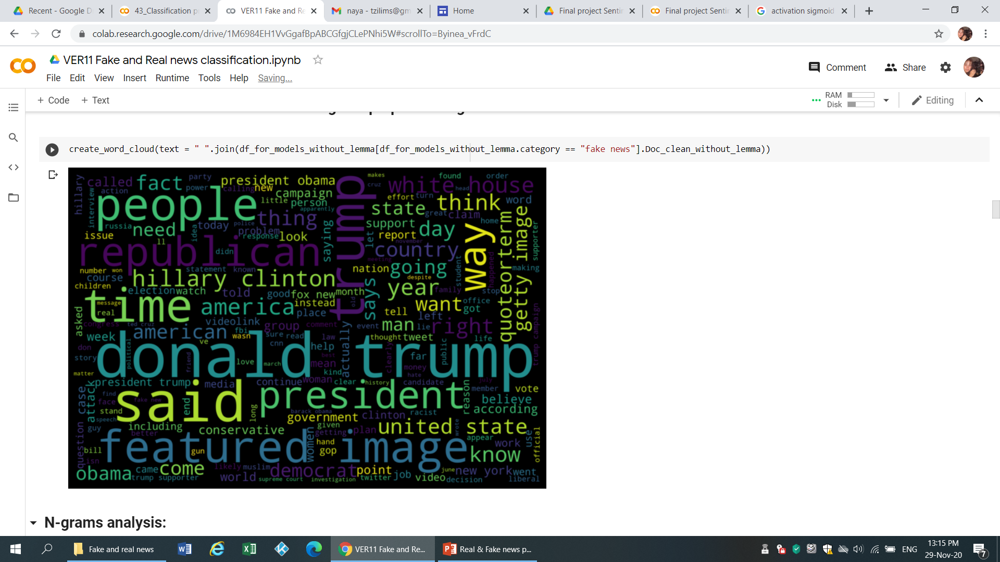 Recent - Google D
43_Classification p
VER11 Fake and Re
naya - tzilims@gm
Home
Final project Sentin
Final project Sentin
activation sigmoid
colab.research.google.com/drive/1M6984EH1VvGgafBpABCGfgjCLePNhi5W#scrollTo=Byinea_vFrdC
VER11 Fake and Real news classification.ipynb
Comment
Share
File Edit View Insert Runtime Tools Help Saving...
+ Code + Text
RAM
Disk
Editing
create_word_cloud(text = " ".join(df_for_models_without_lemma[df_for_models_without_lemma.category == "fake news"].Doc_clean_without_lemma))
hillary called fact party president obama makes found order
action power calling new cruz white house head
interview people little campaign person effort turn think word
apparently state great claim home
russia need today police thing support day quoteorterm getty image
issue idea problem response look saying let report november way supporter
ll republican didn trump country meeting student happened making
number won statement known nation going
course hillary clinton despite
children election watch told good fox new month says year family stop
time message america instead old want office
real place tell left got
asked congress ted cruz videolink group comment event man lie right
american fbi wasn sure read law actually thought tweet life
week ve cnn help clearly public trump campaign
don political donald trump far
story friend love march best mean money
matter kind hate
president trump media continue woman clear history candidate july
case attack find said president reason member vote
face fake new end believe
stand long barack obama according
speech government clinton racist
question guy including conservative given united state wrote
better getting plan appear use official
bill featured image women hand work
isn gun gop know
came come likely muslim democrat point june new york went
obama trump supporter world supreme court investigation twitter job video decision liberal
N-grams analysis:
Fake and real news
VER11 Fake and Re...
Real & Fake news p...
ENG
13:15 PM
29-Nov-20
7